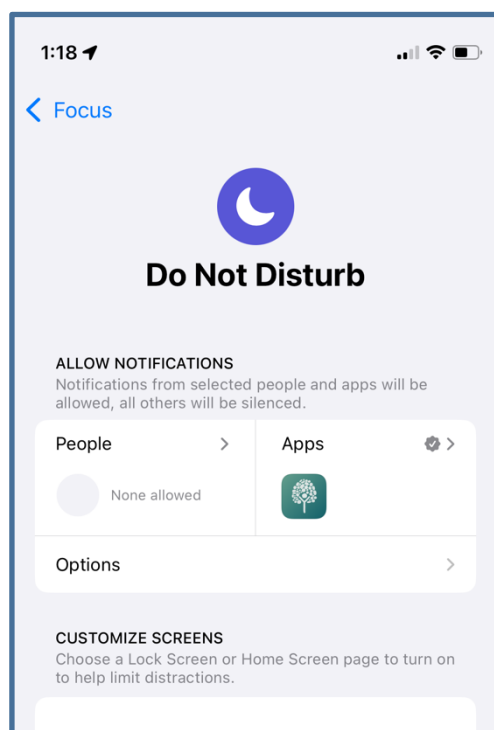 1:18
Focus
Do Not Disturb
ALLOW NOTIFICATIONS
Notifications from selected people and apps will be
allowed, all others will be silenced.
People
Apps
None allowed
Options
CUSTOMIZE SCREENS
Choose a Lock Screen or Home Screen page to turn on
to help limit distractions.